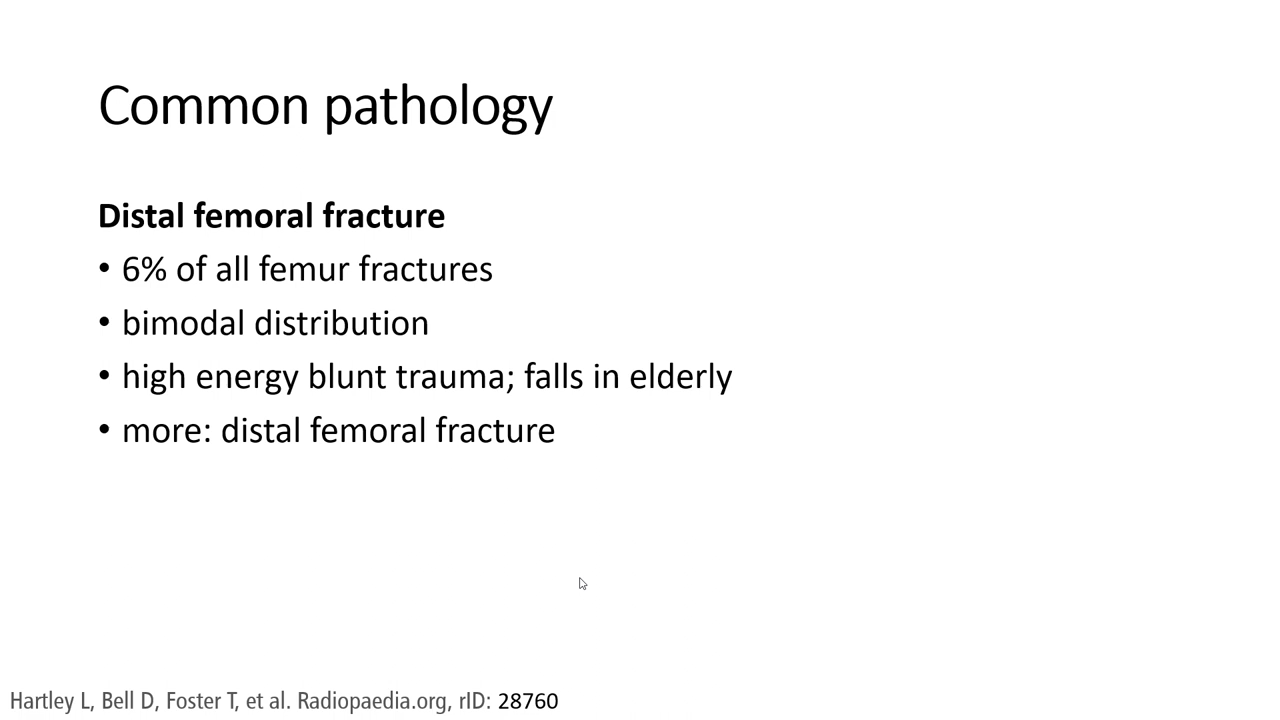 Common pathology
Distal femoral fracture
• 6% of all femur fractures
• bimodal distribution
• high energy blunt trauma; falls in elderly
• more: distal femoral fracture
Hartley L, Bell D, Foster T, et al. Radiopaedia.org, rID: 28760